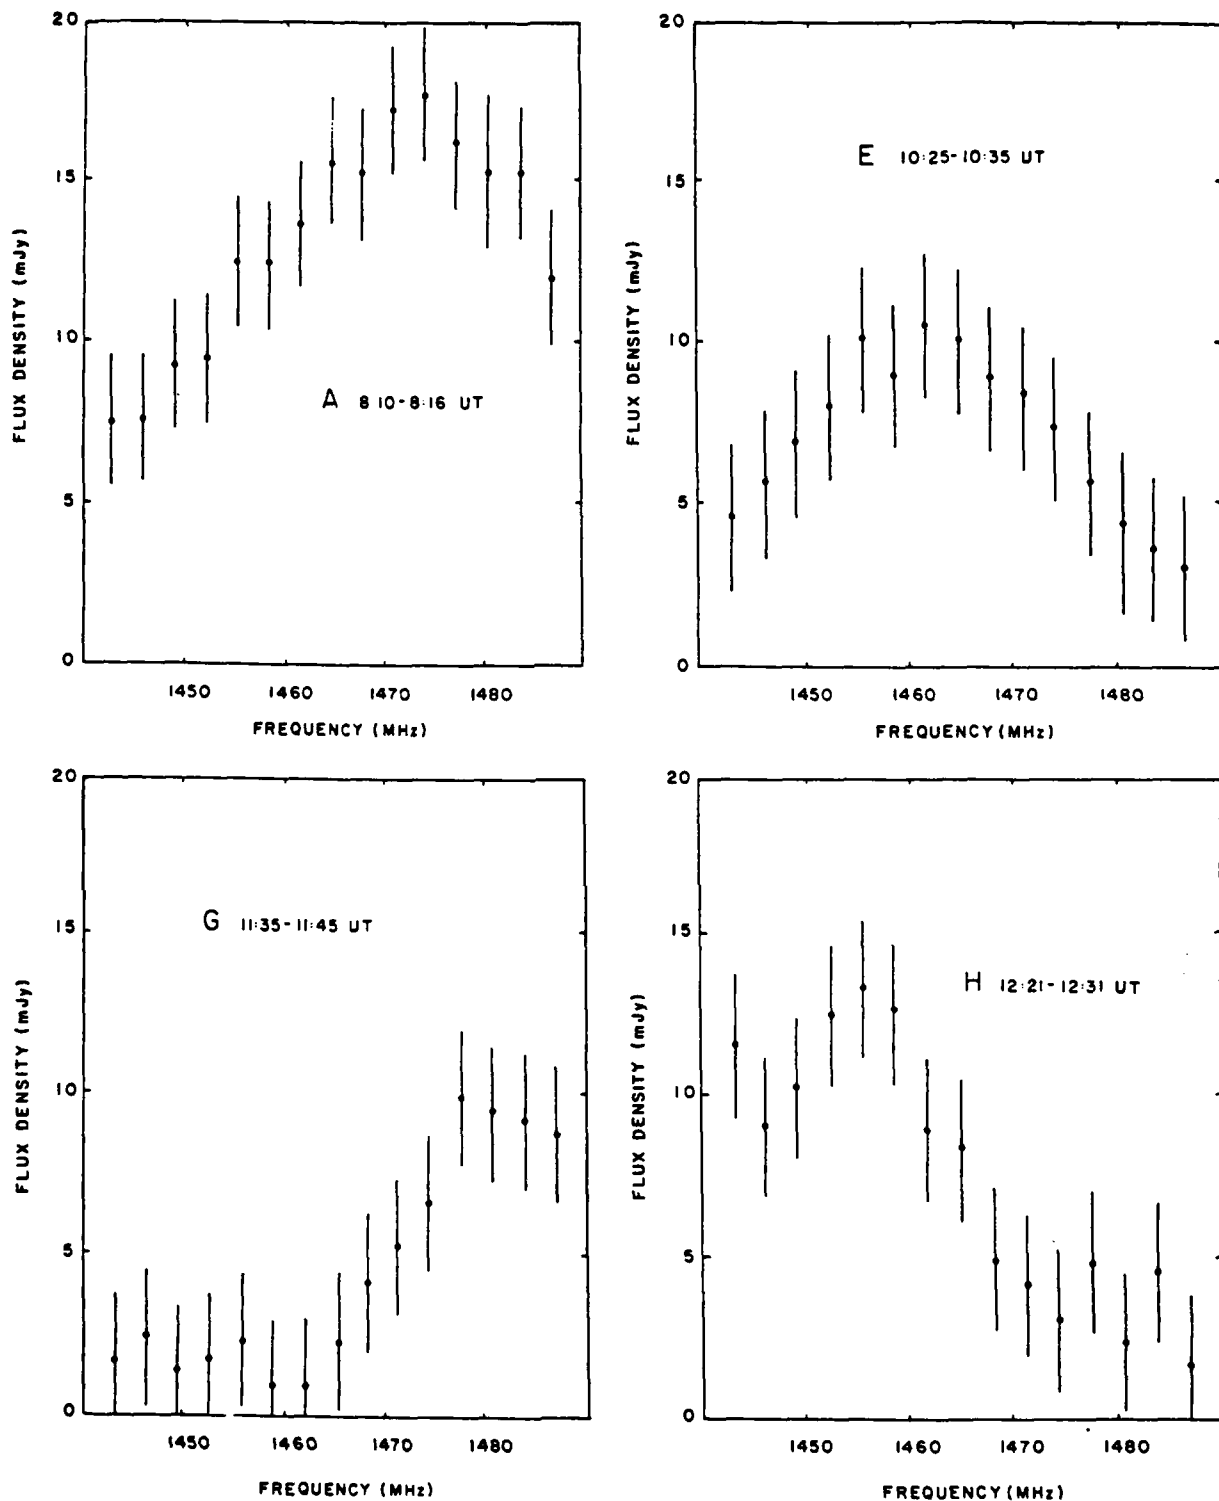 20
15
10
5
0
FLUX DENSITY (mJy)
A 8:10-8:16 UT
1450 1460 1470 1480
FREQUENCY (MHz)
20
15
10
5
0
FLUX DENSITY (mJy)
E 10:25-10:35 UT
1450 1460 1470 1480
FREQUENCY (MHz)
20
15
10
5
0
FLUX DENSITY (mJy)
G 11:35-11:45 UT
1450 1460 1470 1480
FREQUENCY (MHz)
20
15
10
5
0
FLUX DENSITY (mJy)
H 12:21-12:31 UT
1450 1460 1470 1480
FREQUENCY (MHz)